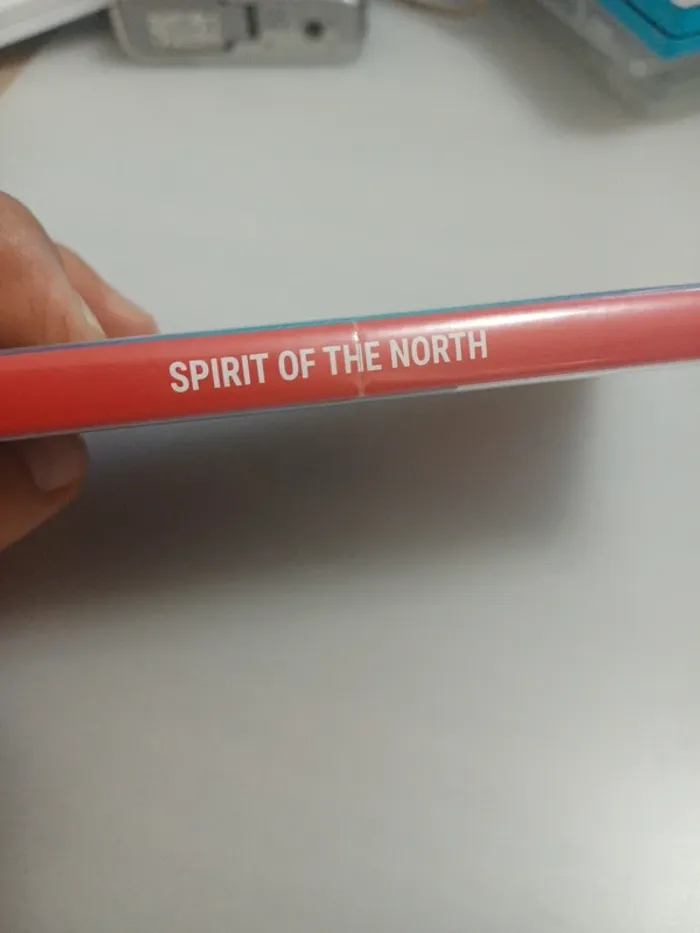 SPIRIT OF THE NORTH